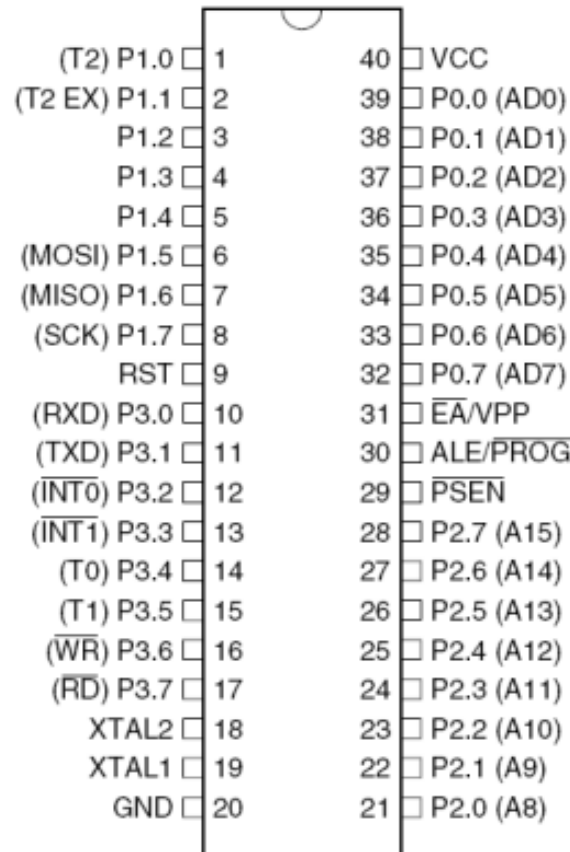 (T2) P1.0 1 40 VCC
(T2 EX) P1.1 2 39 P0.0 (AD0)
P1.2 3 38 P0.1 (AD1)
P1.3 4 37 P0.2 (AD2)
P1.4 5 36 P0.3 (AD3)
(MOSI) P1.5 6 35 P0.4 (AD4)
(MISO) P1.6 7 34 P0.5 (AD5)
(SCK) P1.7 8 33 P0.6 (AD6)
RST 9 32 P0.7 (AD7)
(RXD) P3.0 10 31 E̅A̅/VPP
(TXD) P3.1 11 30 ALE/P̅R̅O̅G̅
(I̅N̅T̅0̅) P3.2 12 29 P̅S̅E̅N̅
(I̅N̅T̅1̅) P3.3 13 28 P2.7 (A15)
(T0) P3.4 14 27 P2.6 (A14)
(T1) P3.5 15 26 P2.5 (A13)
(W̅R̅) P3.6 16 25 P2.4 (A12)
(R̅D̅) P3.7 17 24 P2.3 (A11)
XTAL2 18 23 P2.2 (A10)
XTAL1 19 22 P2.1 (A9)
GND 20 21 P2.0 (A8)